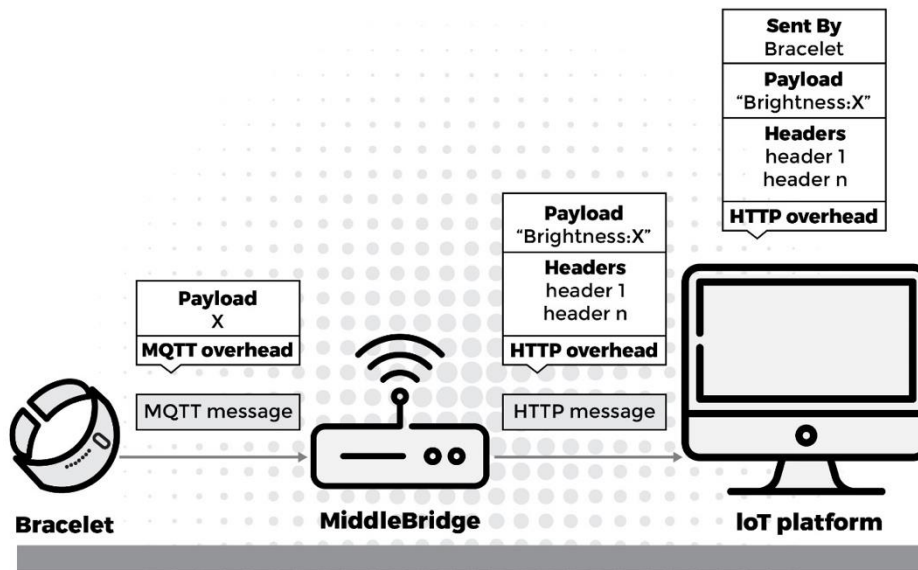 Sent By
Bracelet
Payload
“Brightness:X”
Headers
header 1
header n
HTTP overhead
Payload
“Brightness:X”
Headers
header 1
header n
HTTP overhead
Payload
X
MQTT overhead
MQTT message
HTTP message
Bracelet
MiddleBridge
IoT platform